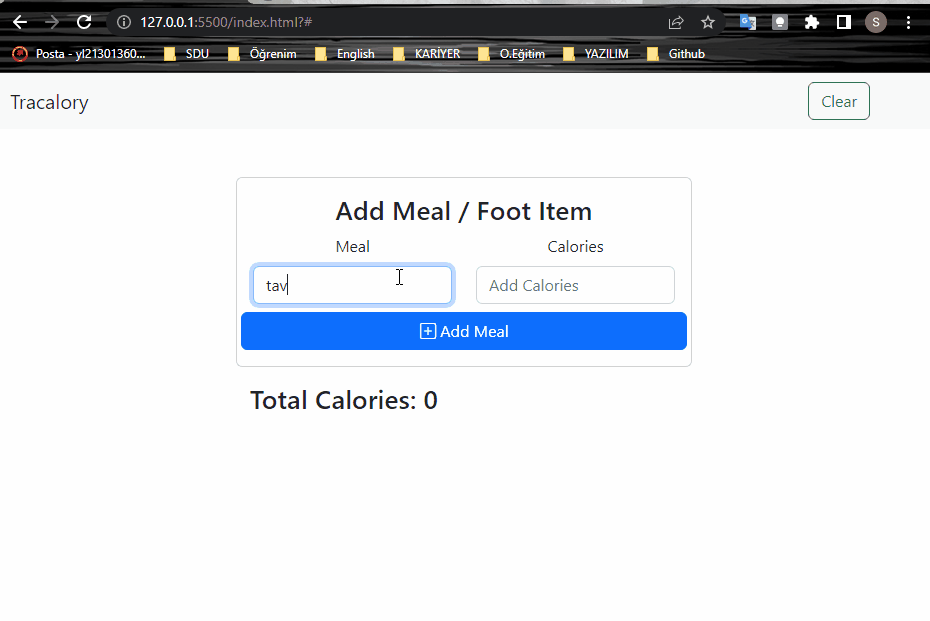 127.0.0.1:5500/index.html?#
S
Posta - yl21301360... SDU Öğrenim English KARİYER O.Eğitim YAZILIM Github
Tracalory Clear
Add Meal / Foot Item
Meal Calories
tav Add Calories
Add Meal
Total Calories: 0